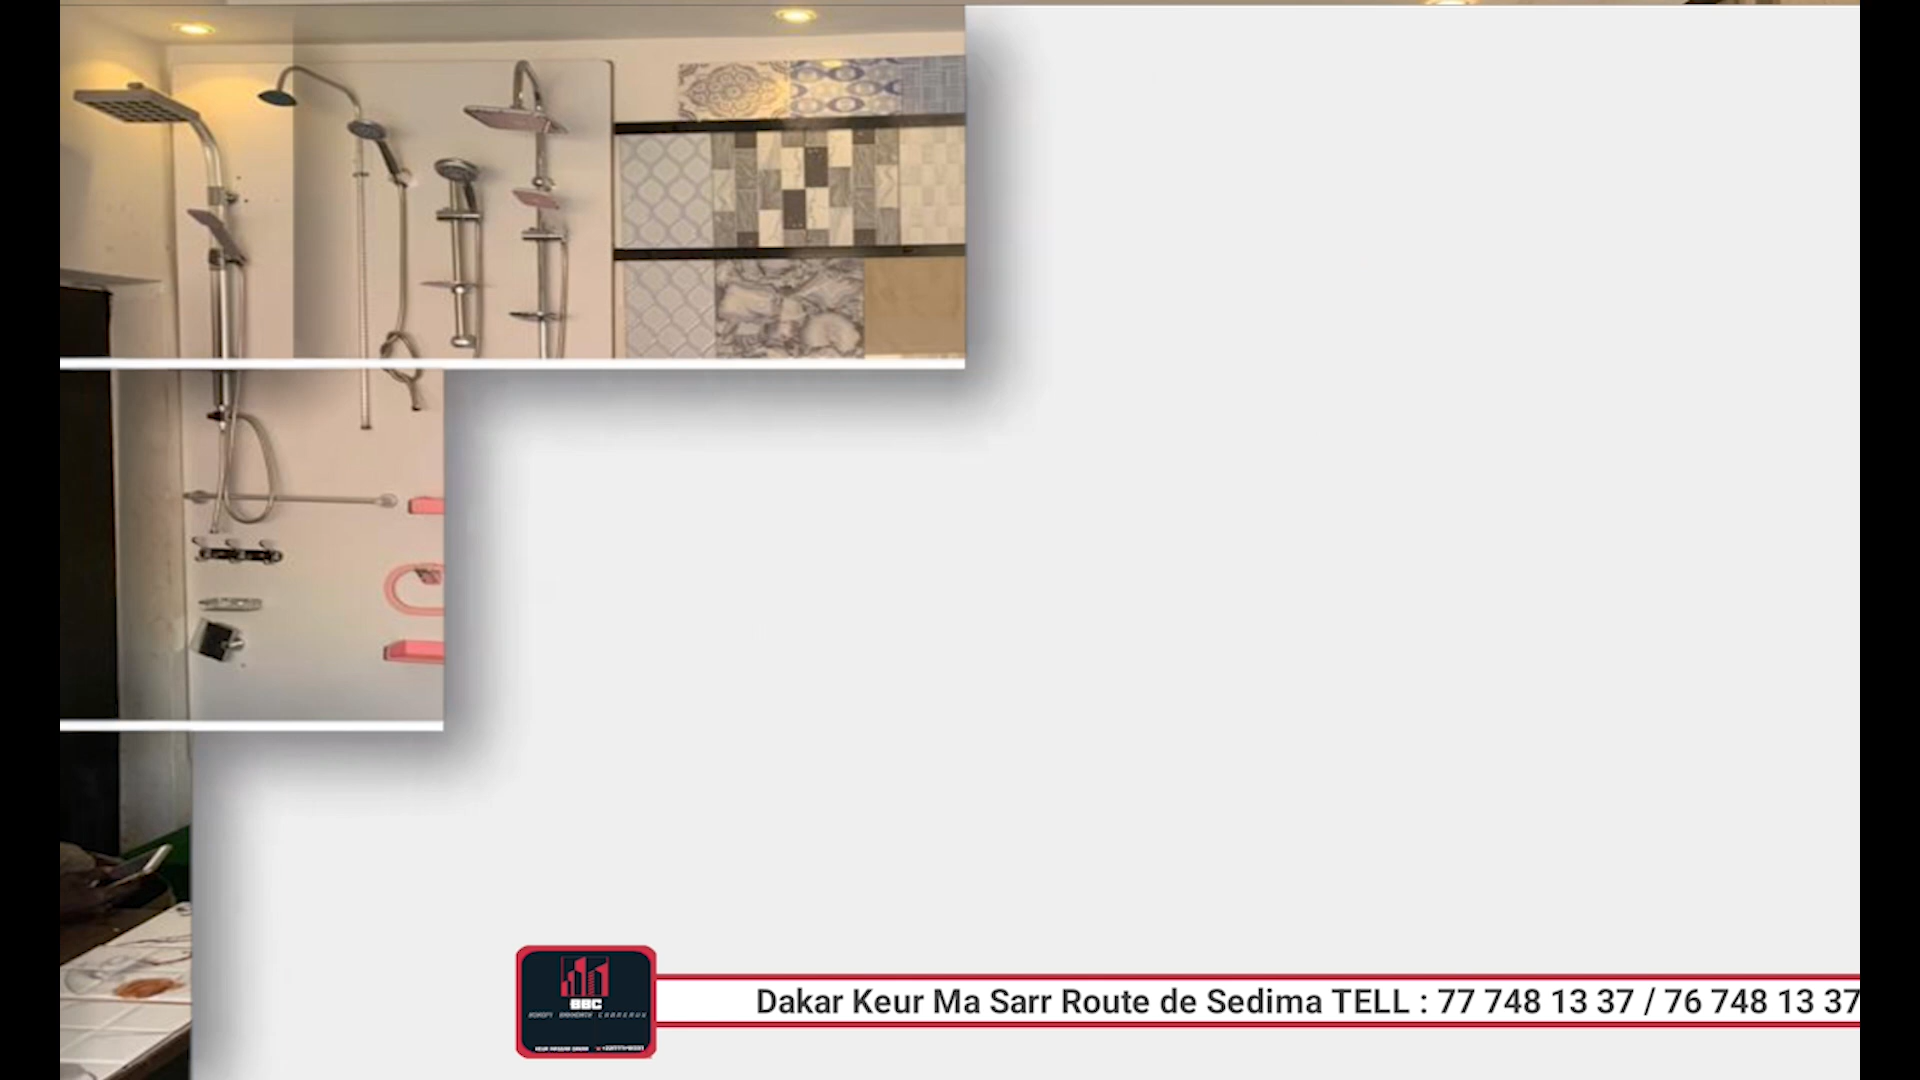 BBC
Dakar Keur Ma Sarr Route de Sedima TELL : 77 748 13 37 / 76 748 13 37